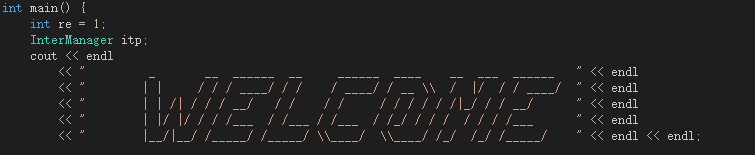 int main() {
    int re = 1;
    InterManager itp;
    cout << endl
        << "         _       __  ______  __     ______  ____    __  ___  ______   " << endl
        << "        | |     / / / ____/ / /    / ____/ / __ \\ /  |/  / / ____/  " << endl
        << "        | | /| / / / __/   / /    / /     / / / / / /|_/ / / __/     " << endl
        << "        | |/ |/ / / /___  / /___ / /___  / /_/ / / /  / / / /___     " << endl
        << "        |__/|__/ /_____/ /_____/ \\____/  \\____/ /_/  /_/ /_____/    " << endl << endl;